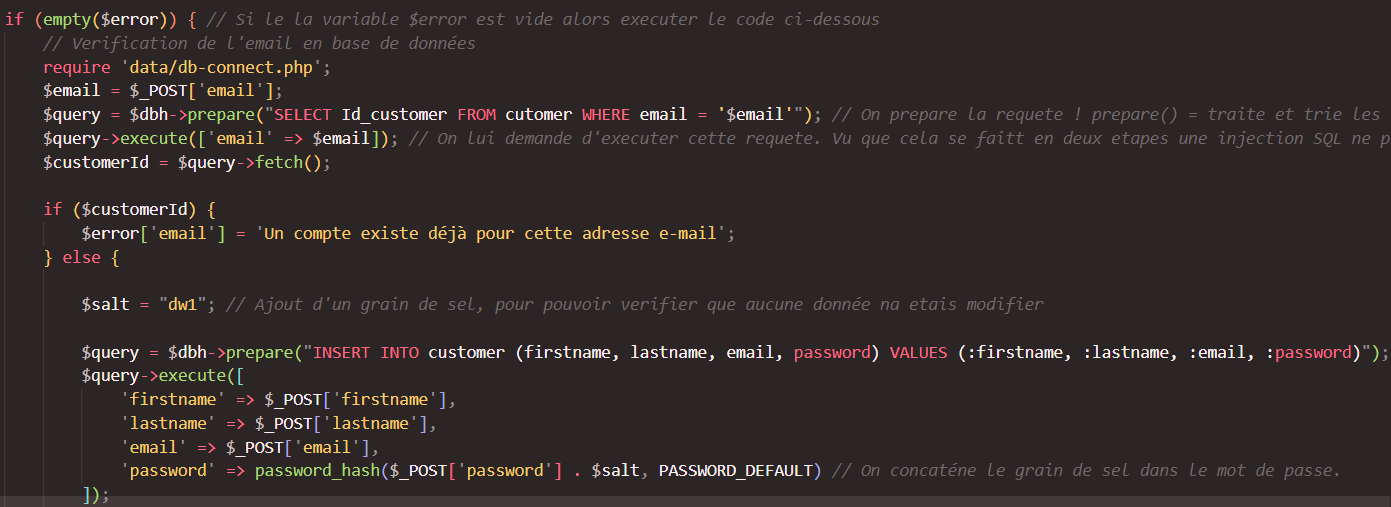 if (empty($error)) { // Si le la variable $error est vide alors executer le code ci-dessous
// Verification de l'email en base de données
require 'data/db-connect.php';
$email = $_POST['email'];
$query = $dbh->prepare("SELECT Id_customer FROM cutomer WHERE email = '$email'"); // On prepare la requete ! prepare() = traite et trie les
$query->execute(['email' => $email]); // On lui demande d'executer cette requete. Vu que cela se faitt en deux etapes une injection SQL ne p
$customerId = $query->fetch();
if ($customerId) {
$error['email'] = 'Un compte existe déjà pour cette adresse e-mail';
} else {
$salt = "dw1"; // Ajout d'un grain de sel, pour pouvoir verifier que aucune donnée na etais modifier
$query = $dbh->prepare("INSERT INTO customer (firstname, lastname, email, password) VALUES (:firstname, :lastname, :email, :password)");
$query->execute([
'firstname' => $_POST['firstname'],
'lastname' => $_POST['lastname'],
'email' => $_POST['email'],
'password' => password_hash($_POST['password'] . $salt, PASSWORD_DEFAULT) // On concaténe le grain de sel dans le mot de passe.
]);